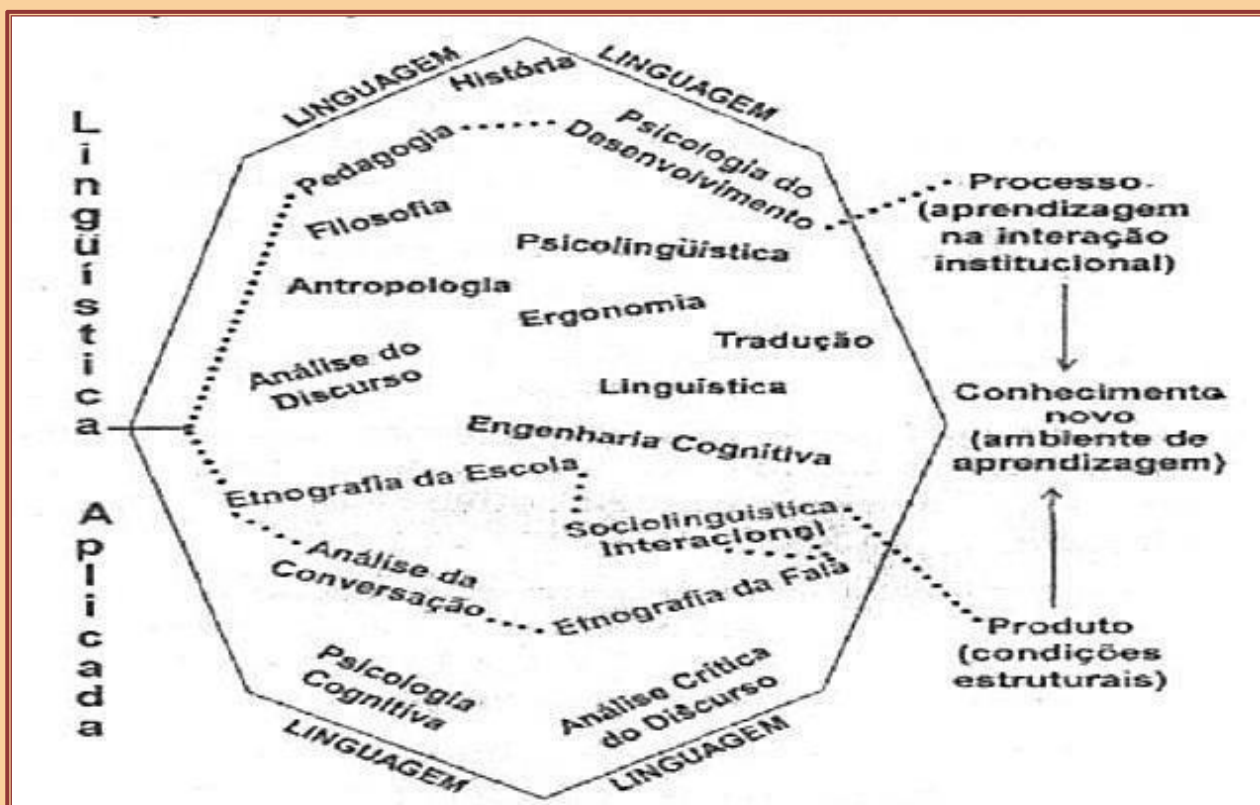 Lingüística Aplicada
LINGUAGEM
LINGUAGEM
História
Pedagogia
Psicologia do
Desenvolvimento
Filosofia
Psicolingüística
Antropologia
Ergonomia
Tradução
Análise do
Discurso
Linguística
Engenharia Cognitiva
Etnografia da Escola
Sociolinguística
Interacional
Análise da
Conversação
Etnografia da Fala
Psicologia
Cognitiva
Análise Crítica
do Discurso
LINGUAGEM
LINGUAGEM
Processo
(aprendizagem
na interação
institucional)
Conhecimento
novo
(ambiente de
aprendizagem)
Produto
(condições
estruturais)